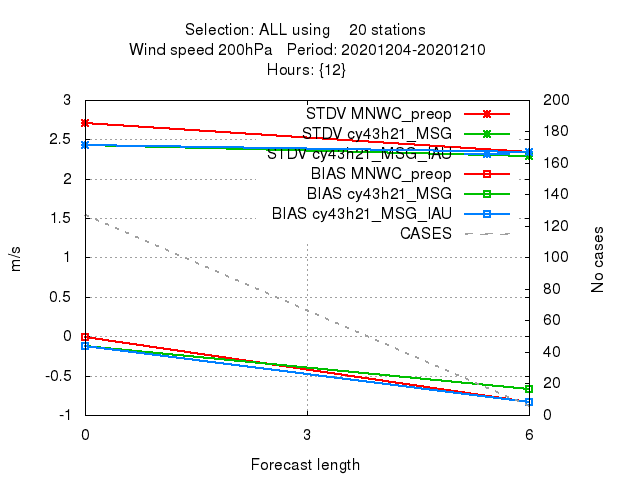 Selection: ALL using 20 stations
Wind speed 200hPa Period: 20201204-20201210
Hours: {12}
3
2.5
2
1.5
1
0.5
0
-0.5
-1
200
180
160
140
120
100
80
60
40
20
0
STDV MNWC_preop
STDV cy43h21_MSG
STDV cy43h21_MSG_IAU
BIAS MNWC_preop
BIAS cy43h21_MSG
BIAS cy43h21_MSG_IAU
CASES
m/s
No cases
0
3
6
Forecast length